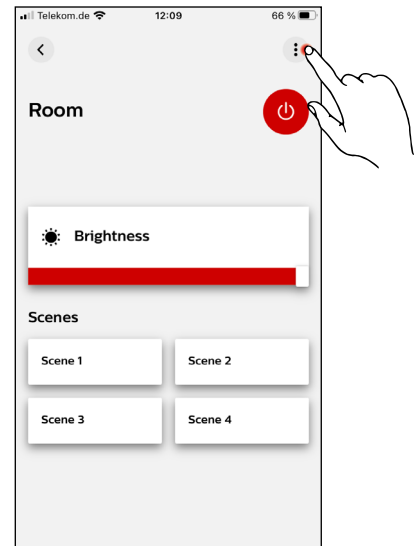 Telekom.de 12:09 66 %
Room
Brightness
Scenes
Scene 1 Scene 2
Scene 3 Scene 4